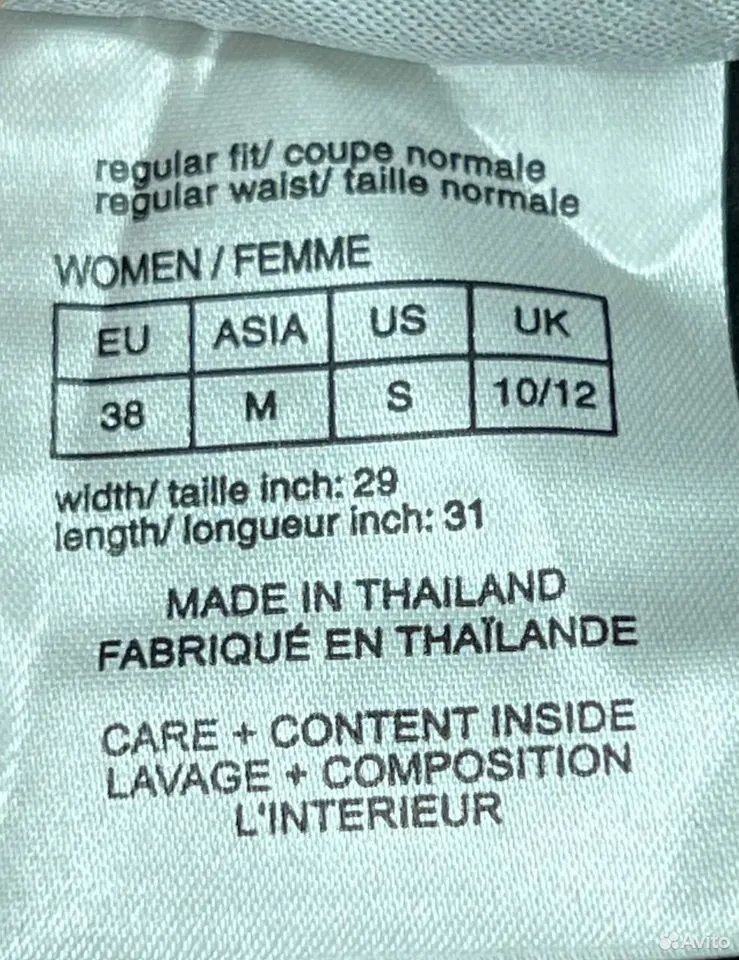 regular fit/ coupe normale
regular waist/ taille normale
WOMEN / FEMME
EU ASIA US UK
38 M S 10/12
width/ taille inch: 29
length/ longueur inch: 31
MADE IN THAILAND
FABRIQUÉ EN THAÏLANDE
CARE + CONTENT INSIDE
LAVAGE + COMPOSITION
L'INTERIEUR
Avito